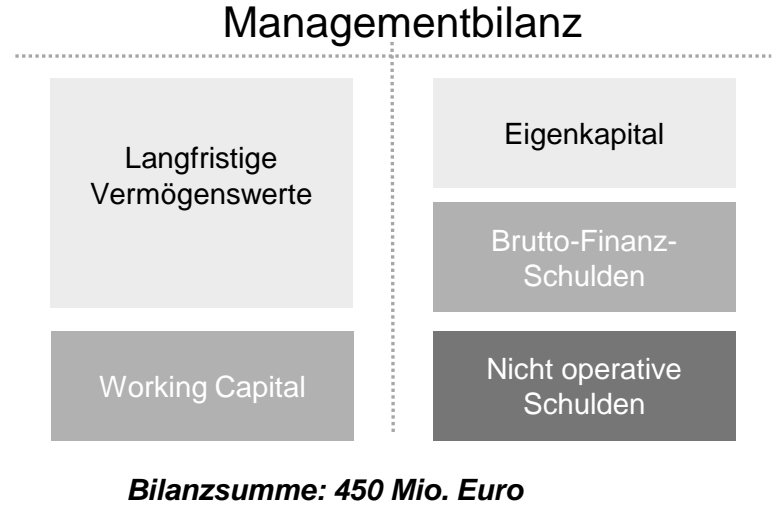 Managementbilanz
Langfristige
Vermögenswerte
Working Capital
Eigenkapital
Brutto-Finanz-
Schulden
Nicht operative
Schulden
Bilanzsumme: 450 Mio. Euro